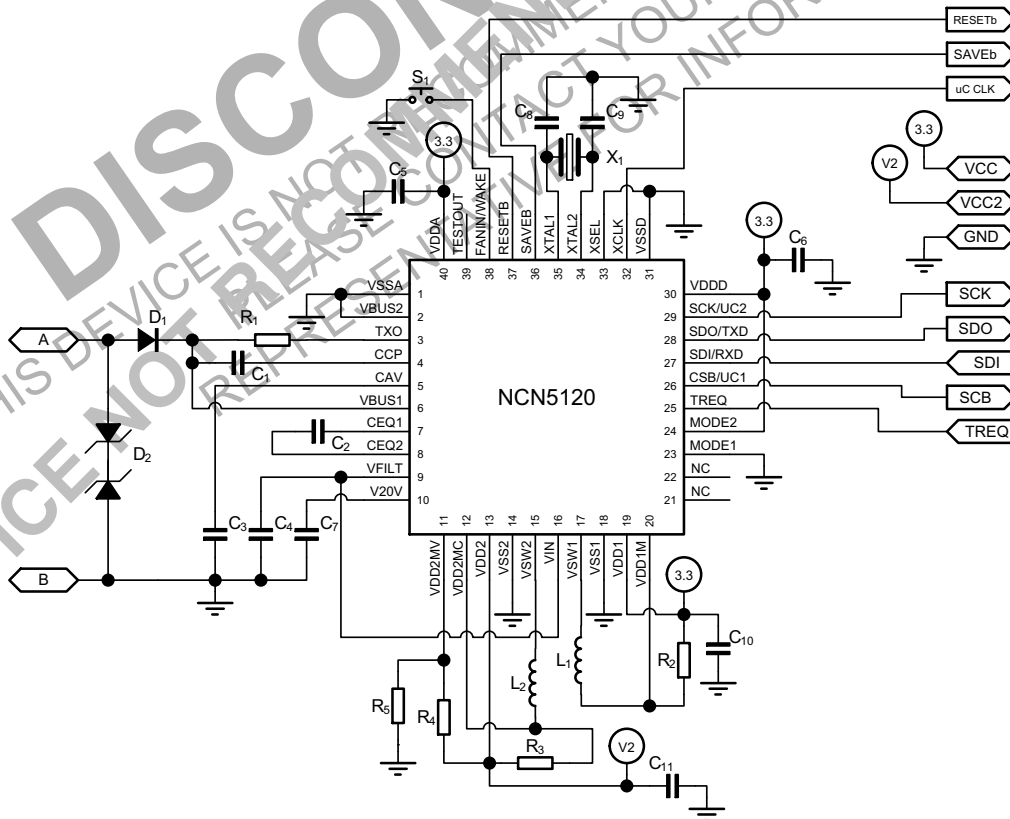 RESETb
SAVEb
uC CLK
S1
C8
C9
X1
3.3
C5
3.3
V2
VCC
VCC2
GND
3.3
C6
VDDA
TESTOUT
FANIN/WAKE
RESETB
SAVEB
XTAL1
XTAL2
XSEL
XCLK
VSSD
40
39
38
37
36
35
34
33
32
31
VSSA
1
VBUS2
2
TXO
3
CCP
4
CAV
5
VBUS1
6
CEQ1
7
CEQ2
8
VFILT
9
V20V
10
NCN5120
30
VDDD
29
SCK/UC2
28
SDO/TXD
27
SDI/RXD
26
CSB/UC1
25
TREQ
24
MODE2
23
MODE1
22
NC
21
NC
SCK
SDO
SDI
SCB
TREQ
A
D1
R1
C1
D2
C2
C3
C4
C7
B
11
12
13
14
15
16
17
18
19
20
VDD2MV
VDD2MC
VDD2
VSS2
VSW2
VIN
VSW1
VSS1
VDD1
VDD1M
3.3
C10
R2
L1
L2
R5
R4
R3
V2
C11
DISCON
THIS DEVICE IS NOT RECOMMEN
PLEASE CONTACT YOUR
REPRESENTATIVE FOR INFOR